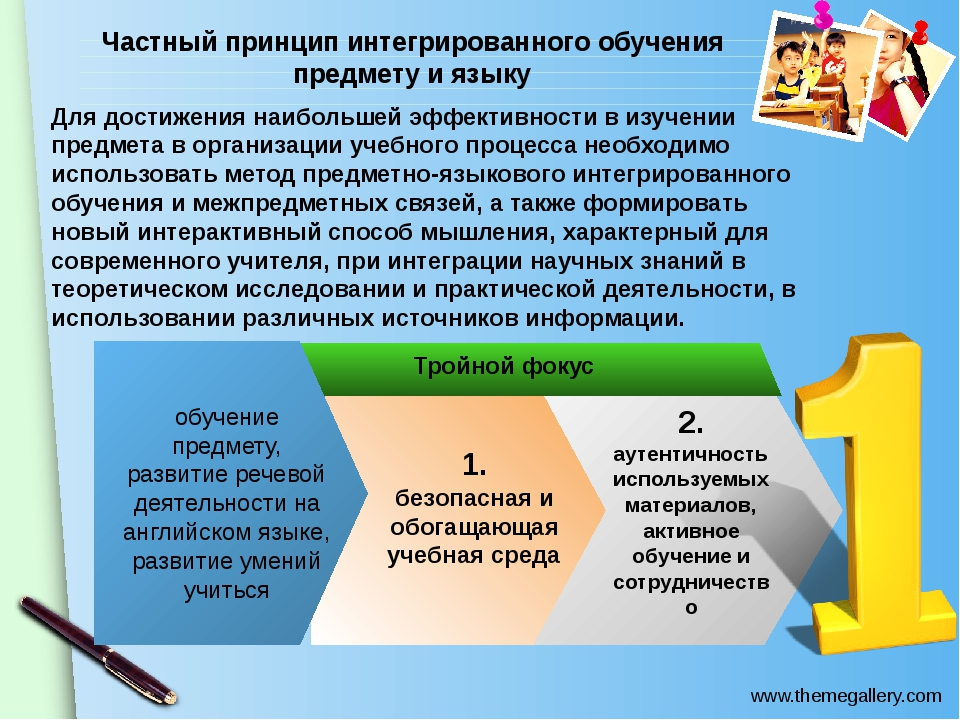 Частный принцип интегрированного обучения
предмету и языку
Для достижения наибольшей эффективности в изучении
предмета в организации учебного процесса необходимо
использовать метод предметно-языкового интегрированного
обучения и межпредметных связей, а также формировать
новый интерактивный способ мышления, характерный для
современного учителя, при интеграции научных знаний в
теоретическом исследовании и практической деятельности, в
использовании различных источников информации.
Тройной фокус
обучение
предмету,
развитие речевой
деятельности на
английском языке,
развитие умений
учиться
1.
безопасная и
обогащающая
учебная среда
2.
аутентичность
используемых
материалов,
активное
обучение и
сотрудничеств
о
1
www.themegallery.com